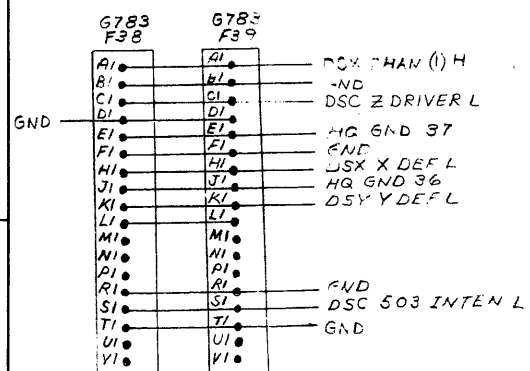 G783 G783
F38 F39
A1 A1 (1) H
B1 B1
C1 C1 DSC Z DRIVER L
GND D1 D1
E1 E1 HQ GND 37
F1 F1 GND
H1 H1 DSX X DEF L
J1 J1 HQ GND 36
K1 K1 DSY Y DEF L
L1 L1
M1 M1
N1 N1
P1 P1
R1 R1 GND
S1 S1 DSC 503 INTEN L
T1 T1 GND
U1 U1
V1 V1